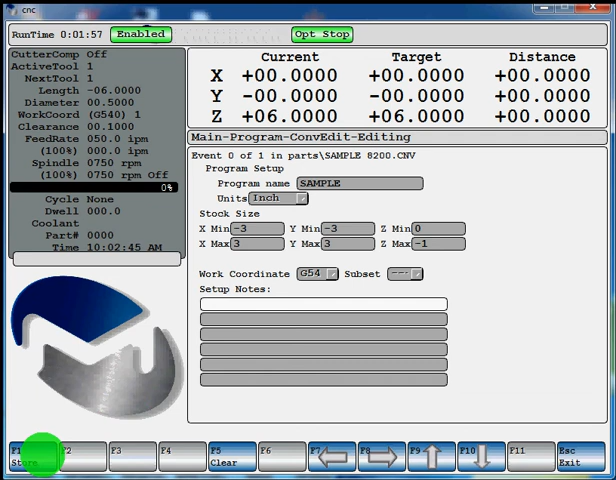 cnc
RunTime 0:01:57 Enabled Opt Stop
CutterComp Off
ActiveTool 1
NextTool 1
Length -06.0000
Diameter 00.5000
WorkCoord (G540) 1
Clearance 00.1000
FeedRate 050.0 ipm
(100%) 000.0 ipm
Spindle 0750 rpm
(100%) 0750 rpm Off
0%
Cycle None
Dwell 000.0
Coolant
Part# 0000
Time 10:02:45 AM
Current Target Distance
X +00.0000 +00.0000 +00.0000
Y -00.0000 -00.0000 +00.0000
Z +06.0000 +06.0000 +00.0000
Main-Program-ConvEdit-Editing
Event 0 of 1 in parts\SAMPLE 8200.CNV
Program Setup
Program name SAMPLE
Units Inch
Stock Size
X Min -3 Y Min -3 Z Min 0
X Max 3 Y Max 3 Z Max -1
Work Coordinate G54 Subset ---
Setup Notes:
F1 F2 F3 F4 F5 F6 F7 F8 F9 F10 F11 Esc
Store Clear Exit